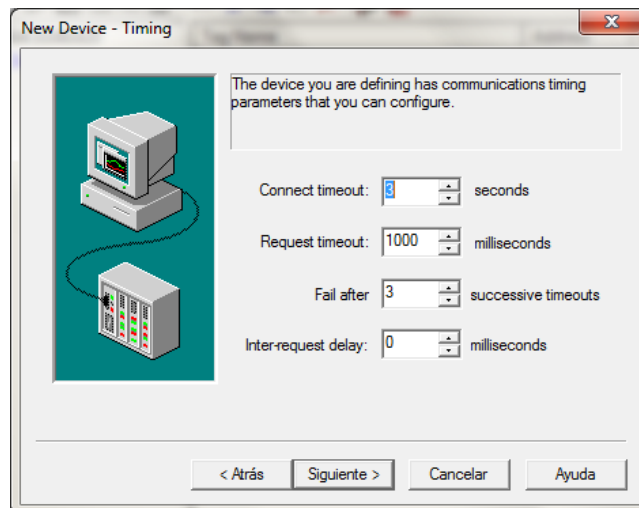 New Device - Timing
The device you are defining has communications timing
parameters that you can configure.
Connect timeout: 3 seconds
Request timeout: 1000 milliseconds
Fail after 3 successive timeouts
Inter-request delay: 0 milliseconds
< Atrás Siguiente > Cancelar Ayuda